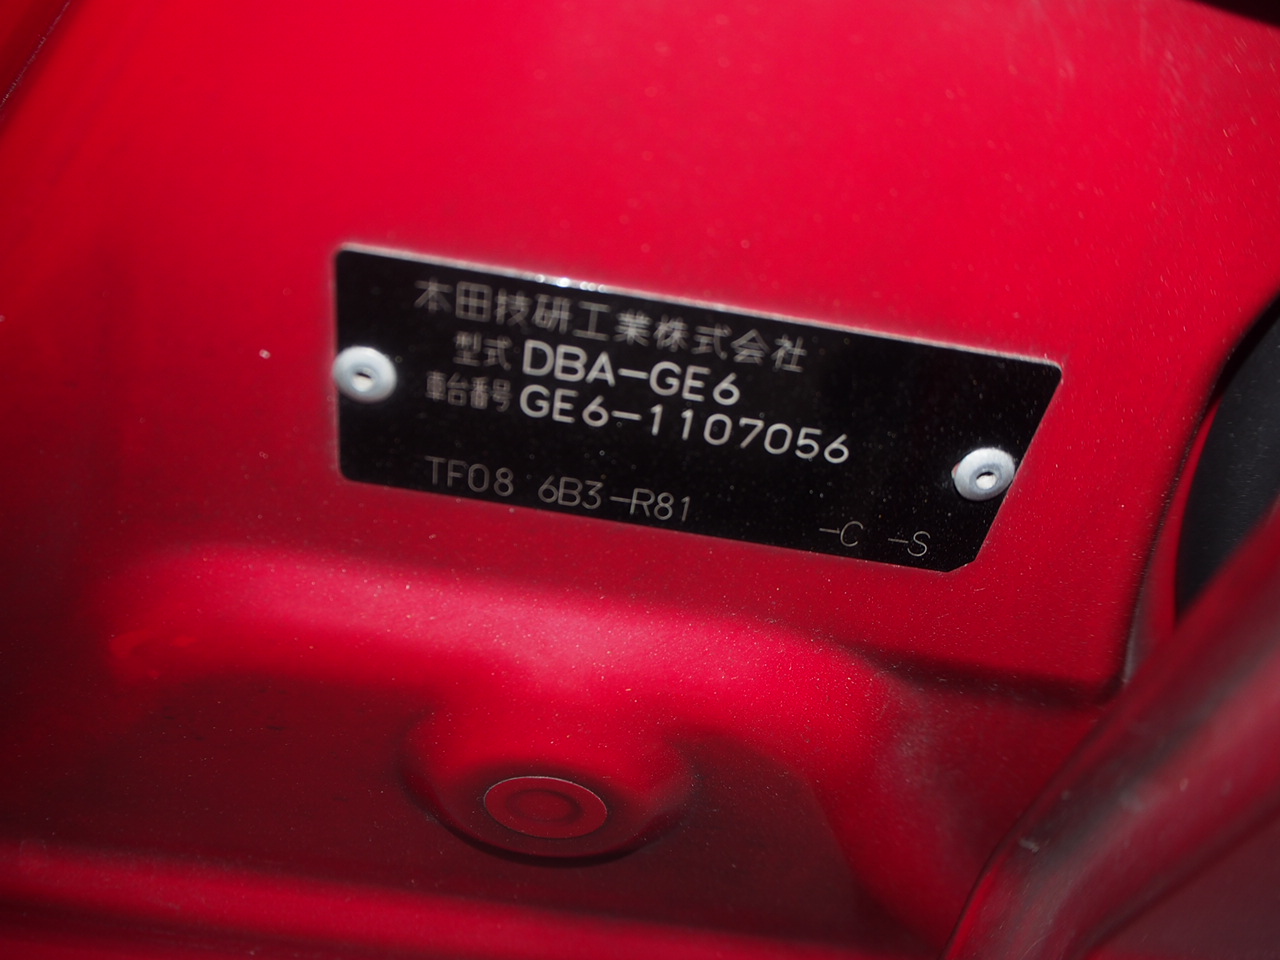 本田技研工業株式会社
型式 DBA-GE6
車台番号 GE6-1107056
TF08 6B3-R81 -C -S